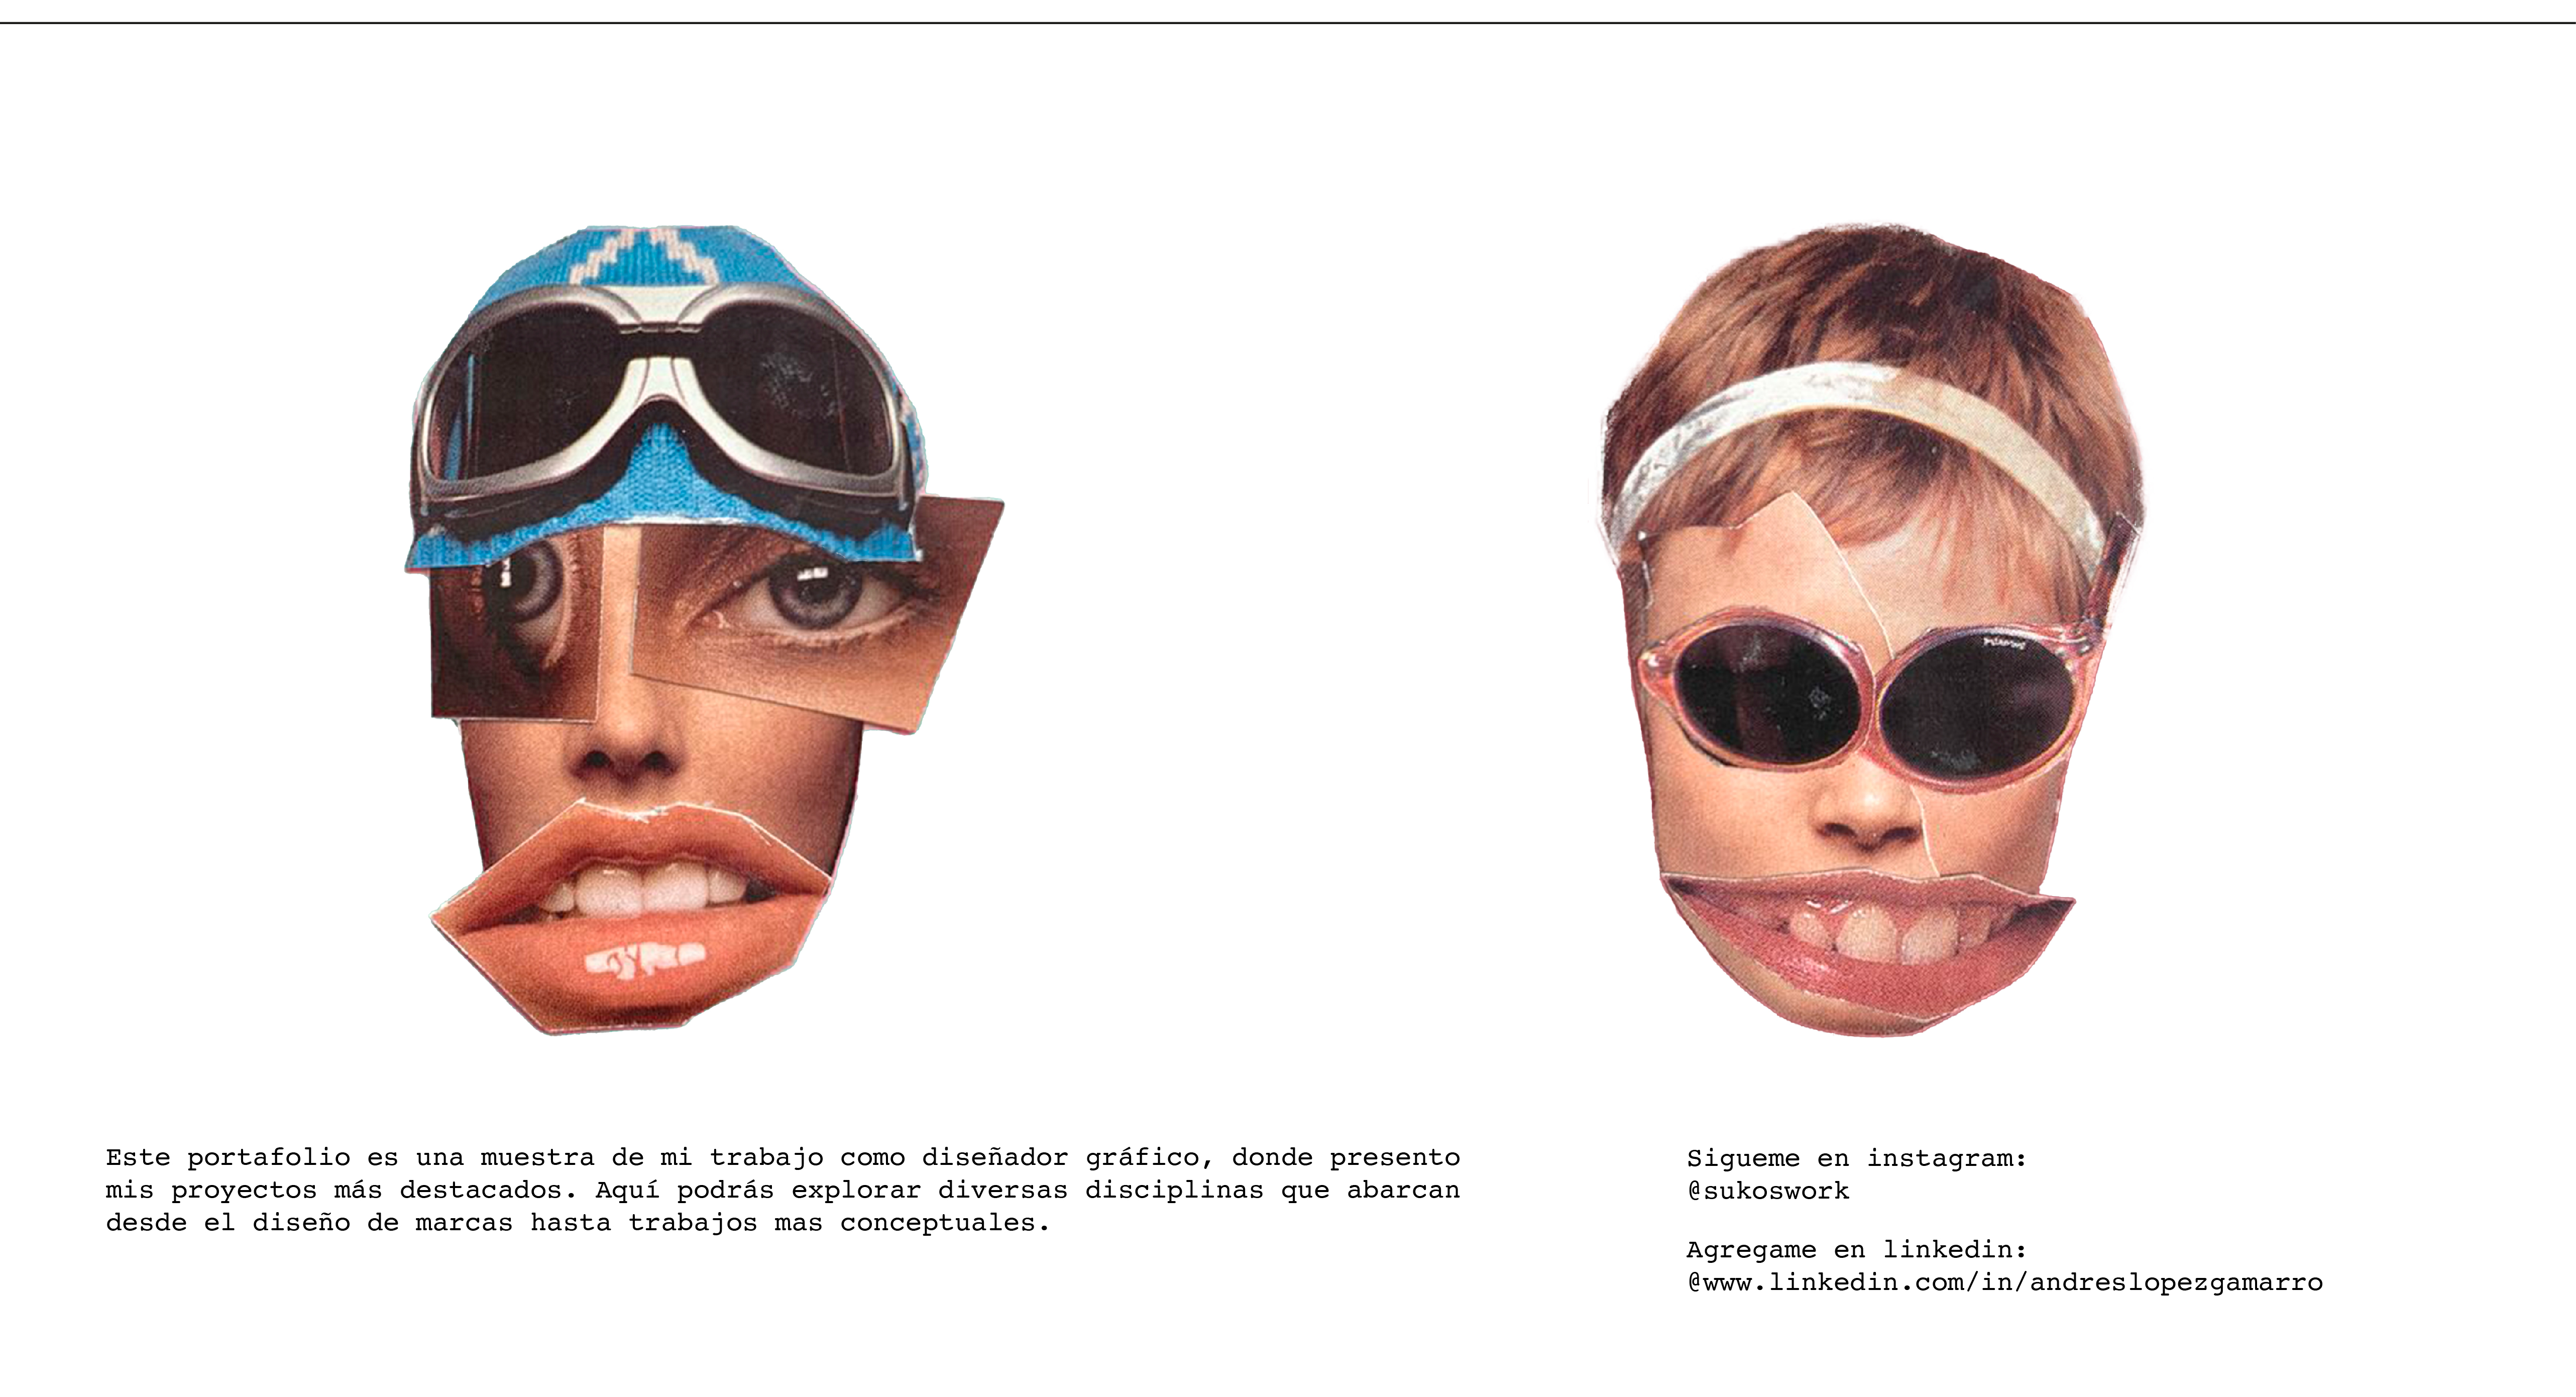 Este portafolio es una muestra de mi trabajo como diseñador gráfico, donde presento
mis proyectos más destacados. Aquí podrás explorar diversas disciplinas que abarcan
desde el diseño de marcas hasta trabajos mas conceptuales.
Sigueme en instagram:
@sukoswork
Agregame en linkedin:
@www.linkedin.com/in/andreslopezgamarro